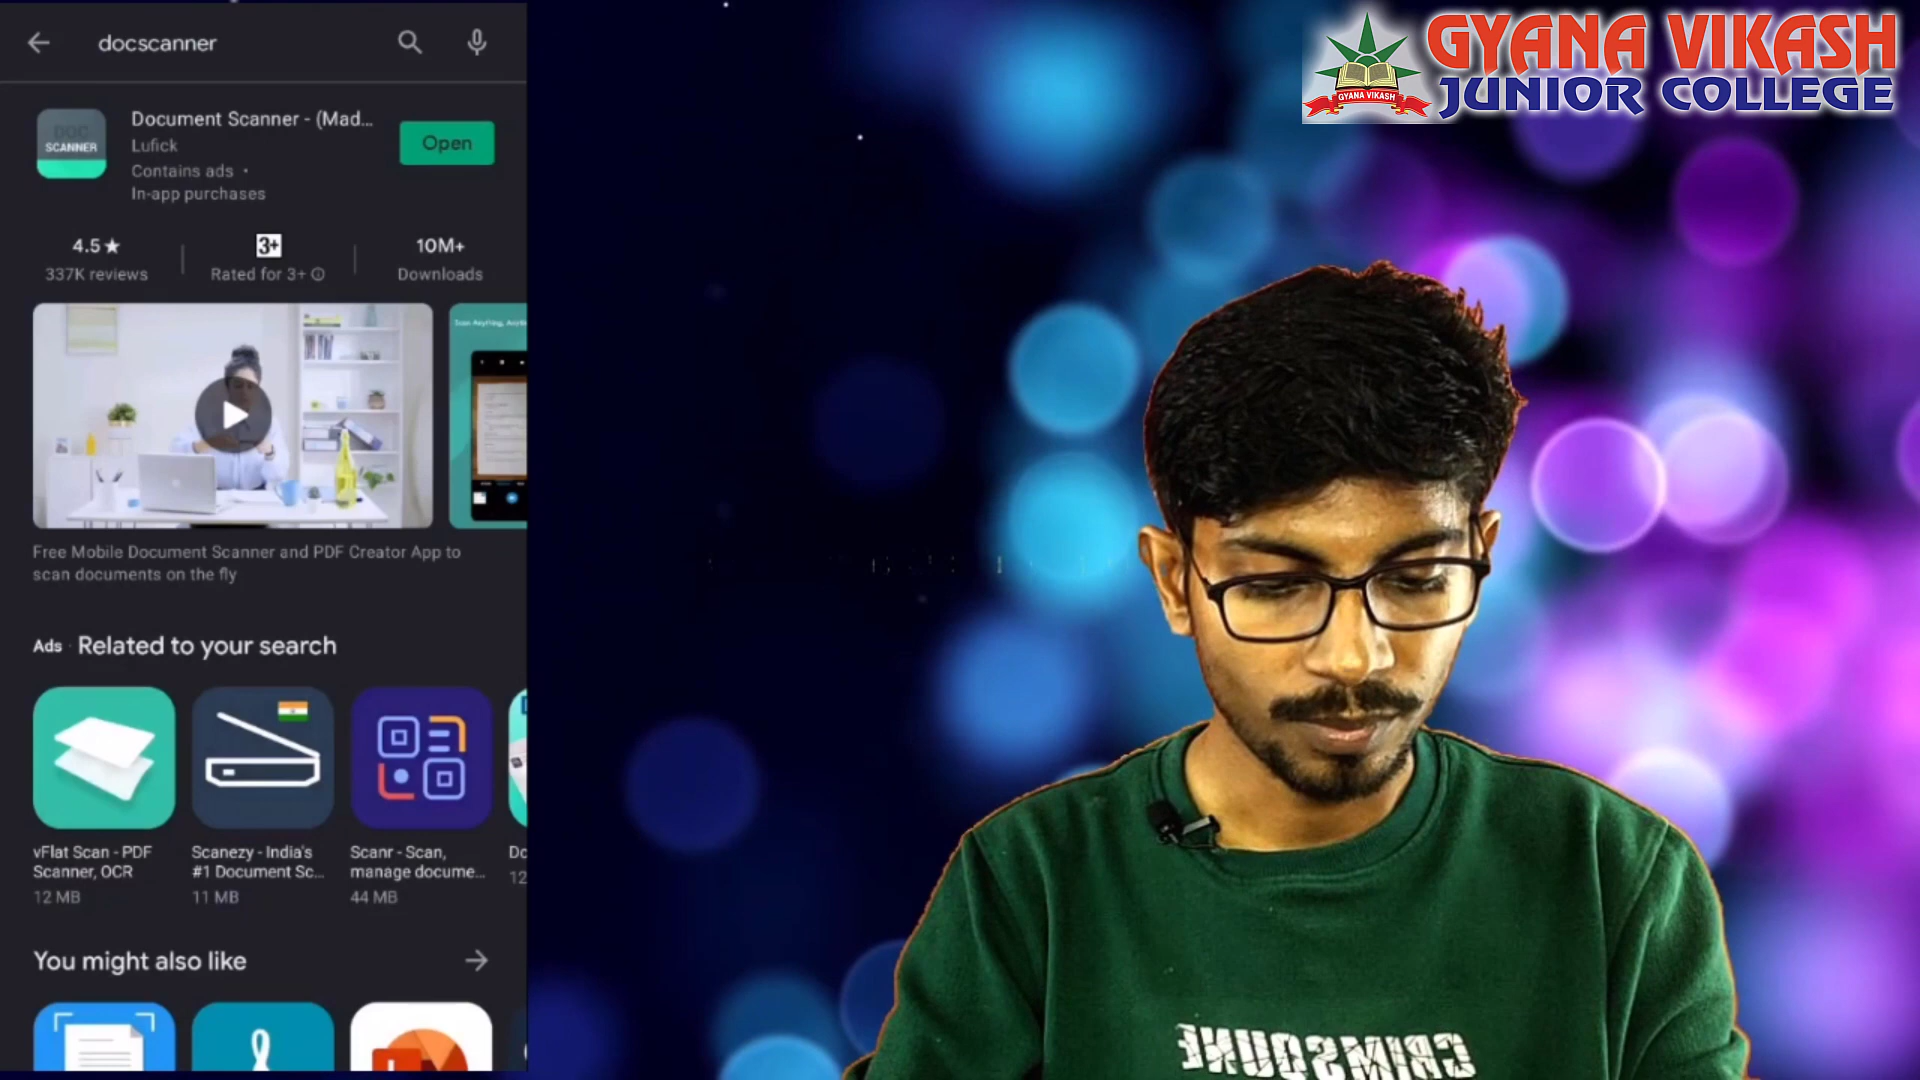 docscanner
DOC
SCANNER
Document Scanner - (Mad...
Lufick
Contains ads •
In-app purchases
Open
4.5★
337K reviews
3+
Rated for 3+
10M+
Downloads
Free Mobile Document Scanner and PDF Creator App to
scan documents on the fly
Ads · Related to your search
vFlat Scan - PDF
Scanner, OCR
12 MB
Scanezy - India's
#1 Document Sc...
11 MB
Scanr - Scan,
manage docume...
44 MB
You might also like
GYANA VIKASH
JUNIOR COLLEGE
GYANA VIKASH
CRIMSOUNE